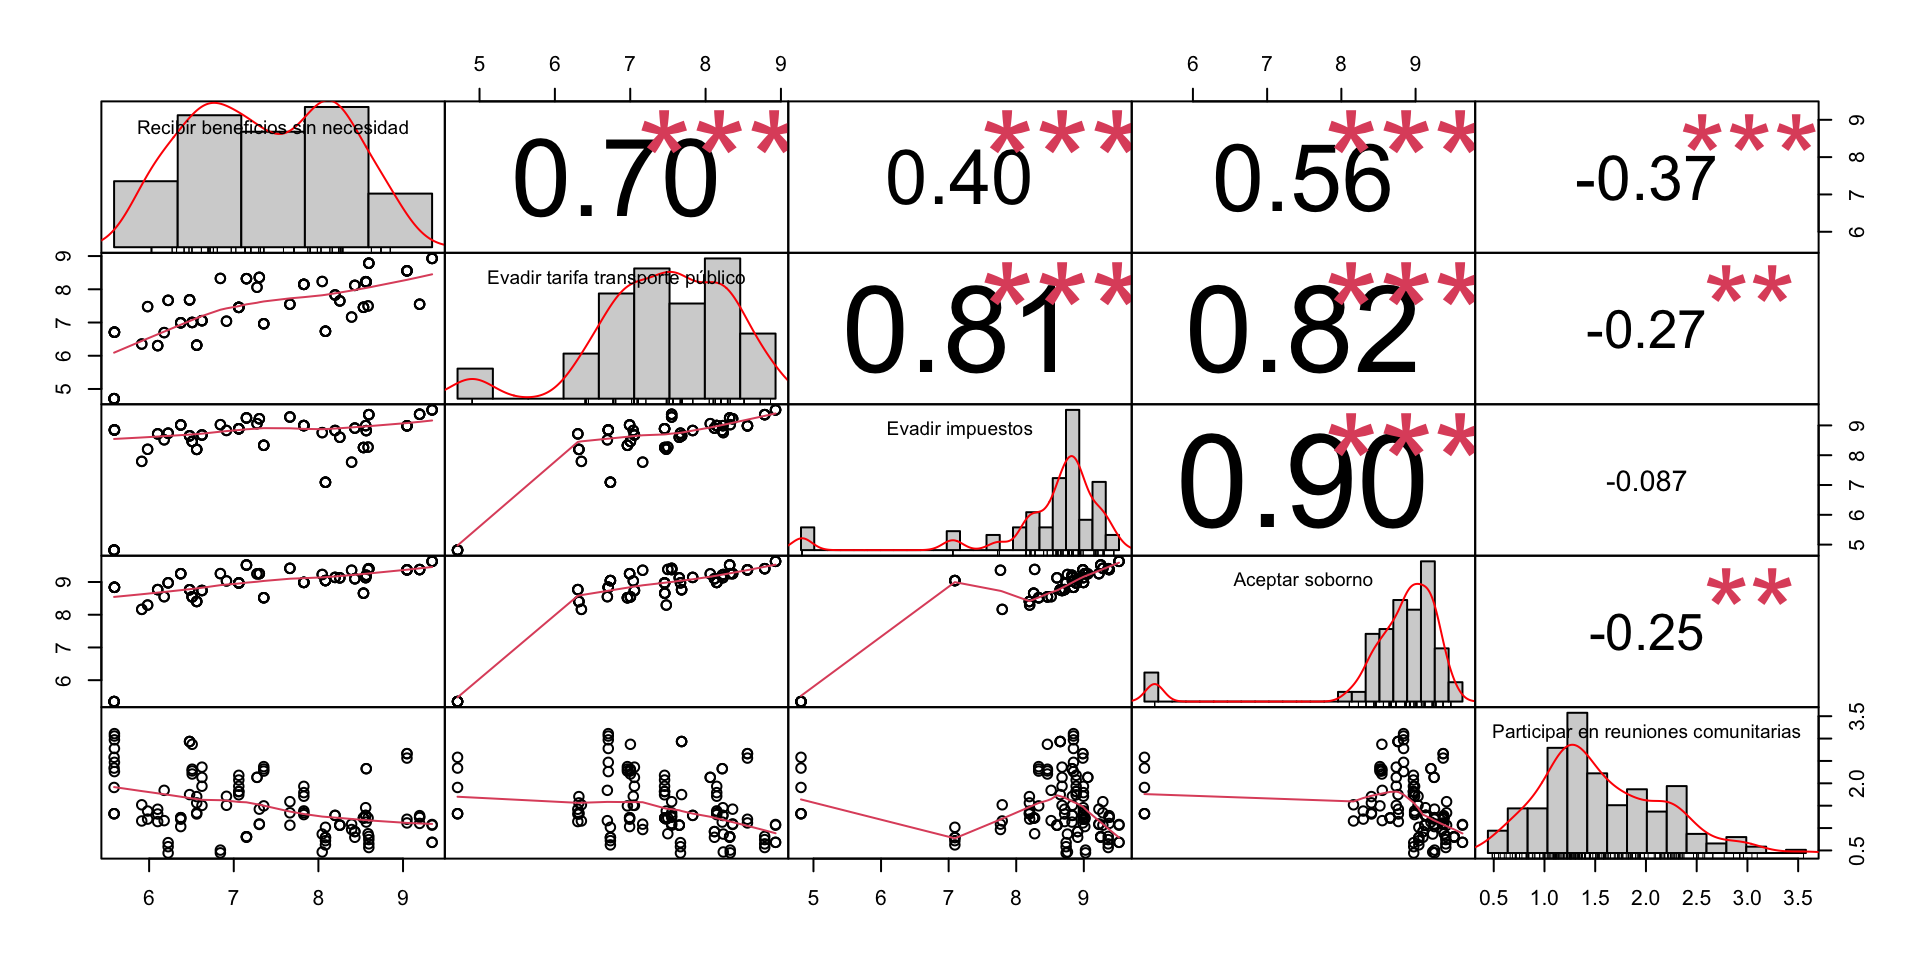 5 6 7 8 9
6 7 8 9
Recibir beneficios sin necesidad
0.70
***
0.40
***
0.56
***
-0.37
***
6 7 8 9
5 6 7 8 9
Evadir tarifa transporte público
0.81
***
0.82
***
-0.27
**
Evadir impuestos
0.90
***
-0.087
5 6 7 8 9
6 7 8 9
Aceptar soborno
-0.25
**
Participar en reuniones comunitarias
0.5 2.0 3.5
6 7 8 9
5 6 7 8 9
0.5 1.0 1.5 2.0 2.5 3.0 3.5